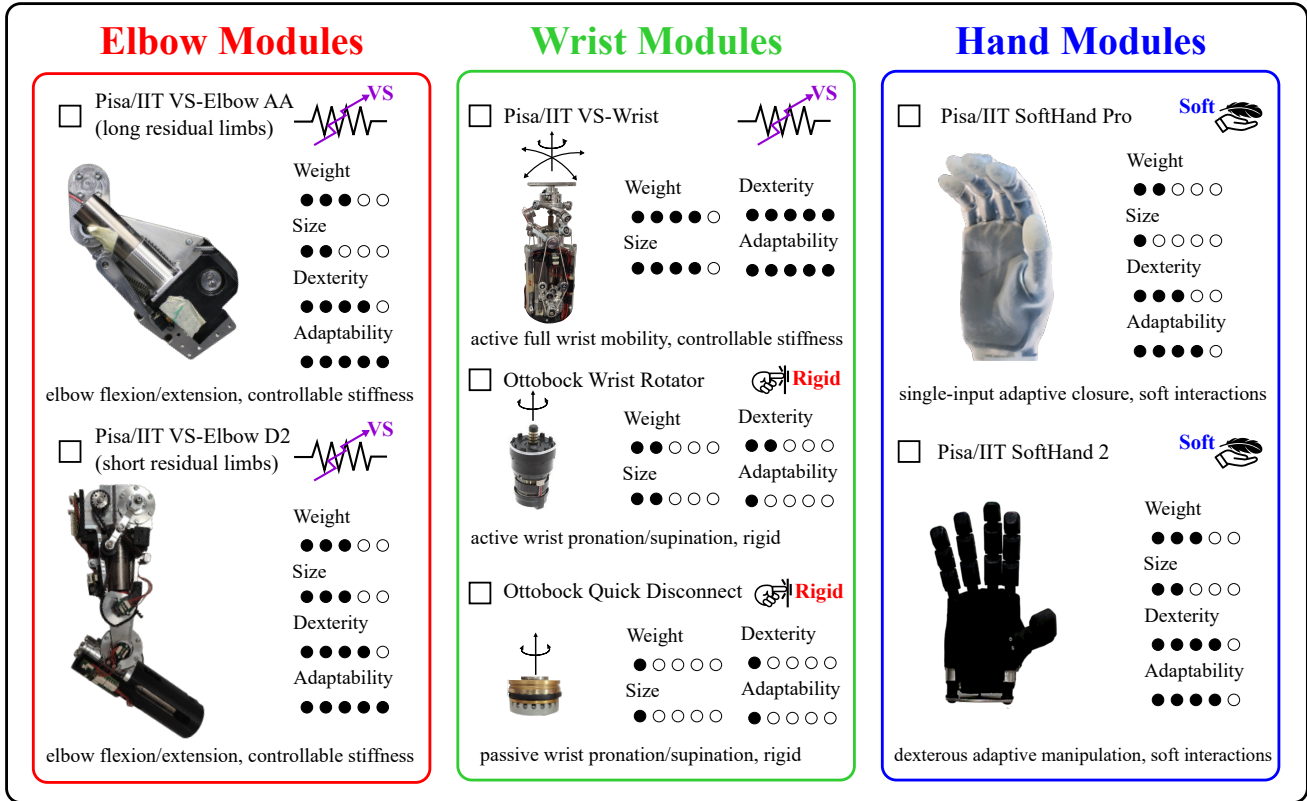 Elbow Modules
Pisa/IIT VS-Elbow AA
(long residual limbs)
VS
Weight
Size
Dexterity
Adaptability
elbow flexion/extension, controllable stiffness
Pisa/IIT VS-Elbow D2
(short residual limbs)
VS
Weight
Size
Dexterity
Adaptability
elbow flexion/extension, controllable stiffness
Wrist Modules
Pisa/IIT VS-Wrist
VS
Weight
Dexterity
Size
Adaptability
active full wrist mobility, controllable stiffness
Ottobock Wrist Rotator
Rigid
Weight
Dexterity
Size
Adaptability
active wrist pronation/supination, rigid
Ottobock Quick Disconnect
Rigid
Weight
Dexterity
Size
Adaptability
passive wrist pronation/supination, rigid
Hand Modules
Pisa/IIT SoftHand Pro
Soft
Weight
Size
Dexterity
Adaptability
single-input adaptive closure, soft interactions
Pisa/IIT SoftHand 2
Soft
Weight
Size
Dexterity
Adaptability
dexterous adaptive manipulation, soft interactions